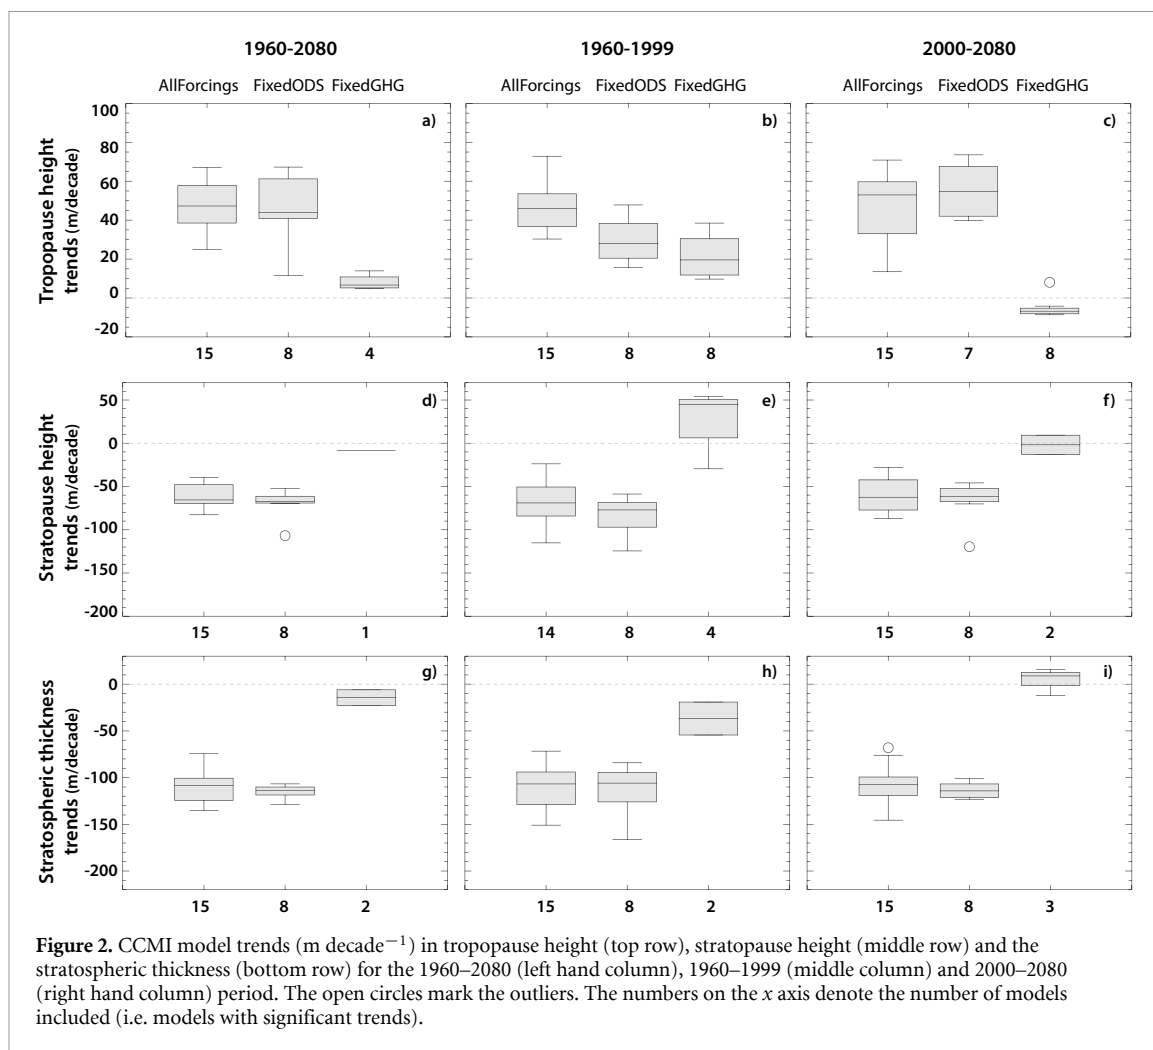 1960-2080 1960-1999 2000-2080
AllForcings FixedODS FixedGHG AllForcings FixedODS FixedGHG AllForcings FixedODS FixedGHG
Tropopause height
trends (m/decade)
100
80
60
40
20
0
-20
a) b) c)
15 8 4 15 8 8 15 7 8
Stratopause height
trends (m/decade)
50
0
-50
-100
-150
-200
d) e) f)
15 8 1 14 8 4 15 8 2
Stratospheric thickness
trends (m/decade)
0
-50
-100
-150
-200
g) h) i)
15 8 2 15 8 2 15 8 3
Figure 2. CCMI model trends (m decade−1) in tropopause height (top row), stratopause height (middle row) and the
stratospheric thickness (bottom row) for the 1960–2080 (left hand column), 1960–1999 (middle column) and 2000–2080
(right hand column) period. The open circles mark the outliers. The numbers on the x axis denote the number of models
included (i.e. models with significant trends).